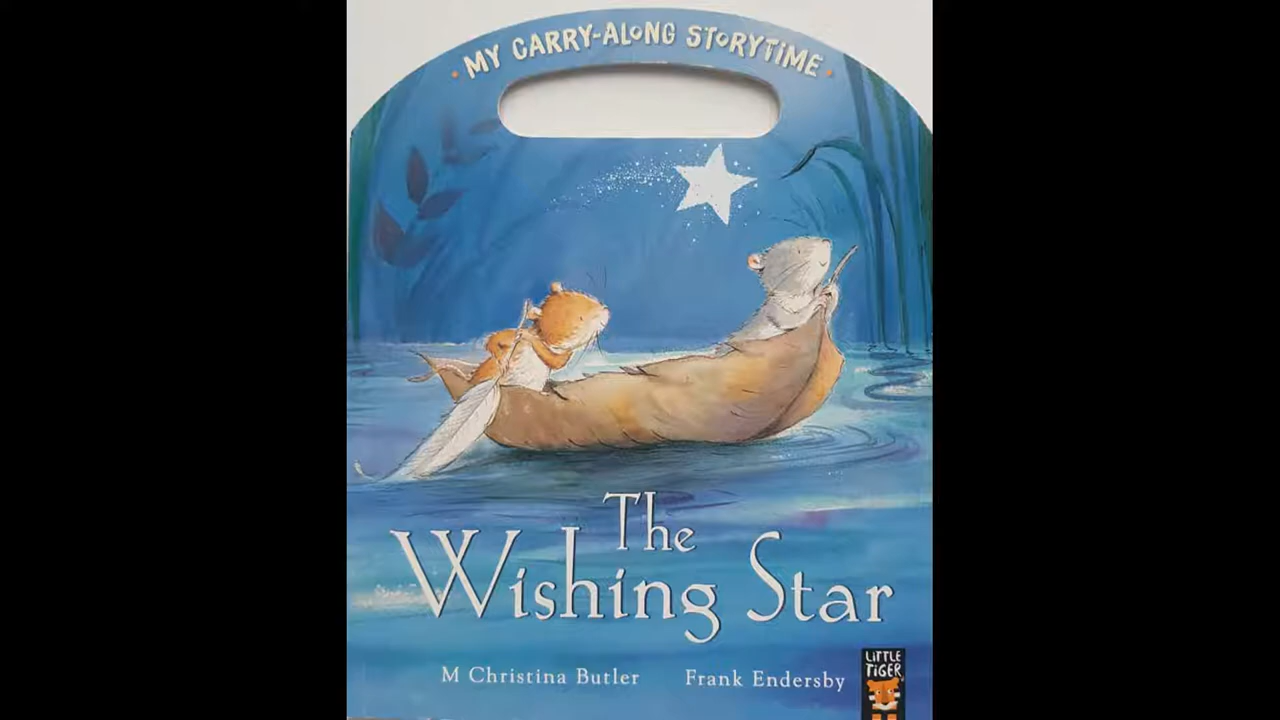 MY CARRY-ALONG STORYTIME
The
Wishing Star
M Christina Butler Frank Endersby
LITTLE
TIGER